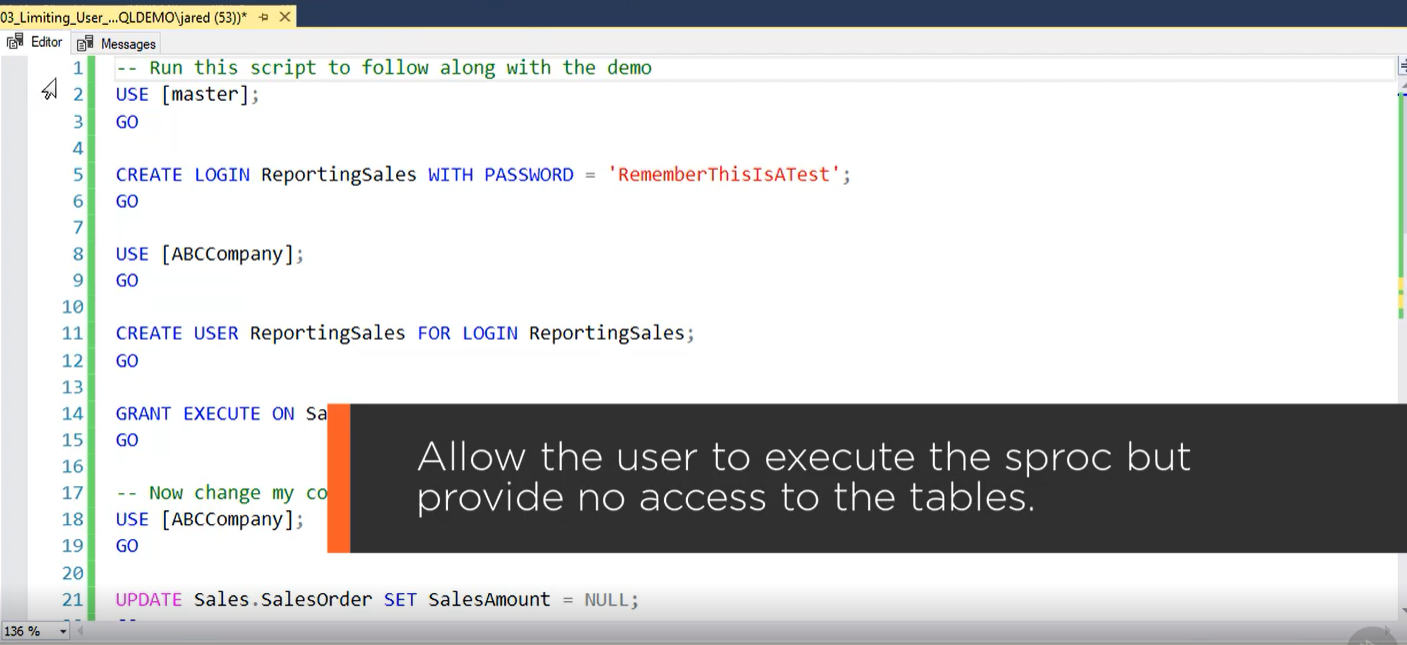 03_Limiting_User_...QLDEMO\jared (53))*
Editor Messages
1 -- Run this script to follow along with the demo
2 USE [master];
3 GO
4
5 CREATE LOGIN ReportingSales WITH PASSWORD = 'RememberThisIsATest';
6 GO
7
8 USE [ABCCompany];
9 GO
10
11 CREATE USER ReportingSales FOR LOGIN ReportingSales;
12 GO
13
14 GRANT EXECUTE ON Sa
15 GO
16
17 -- Now change my co
18 USE [ABCCompany];
19 GO
20
21 UPDATE Sales.SalesOrder SET SalesAmount = NULL;
Allow the user to execute the sproc but
provide no access to the tables.
136 %